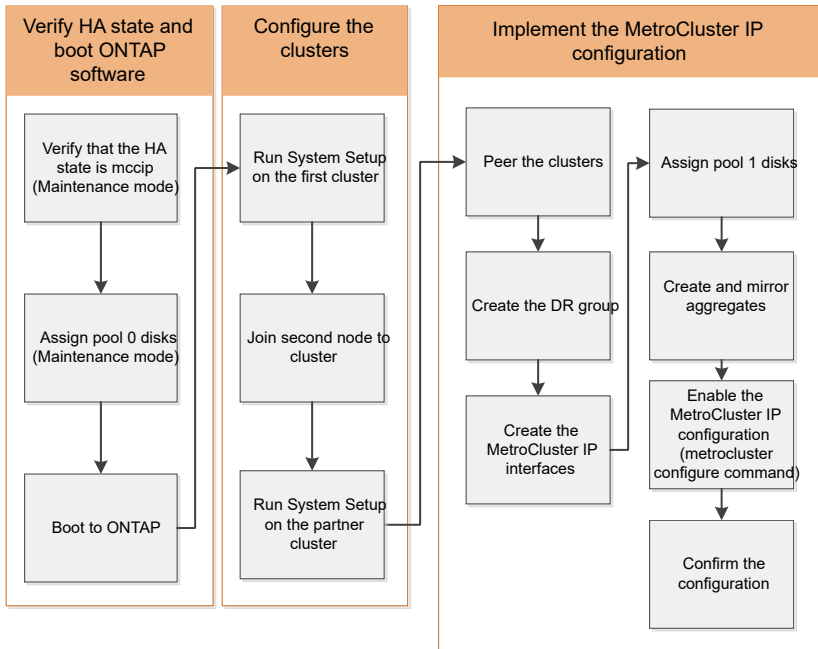 Verify HA state and
boot ONTAP
software
Verify that the HA
state is mccip
(Maintenance mode)
Assign pool 0 disks
(Maintenance mode)
Boot to ONTAP
Configure the
clusters
Run System Setup
on the first cluster
Join second node to
cluster
Run System Setup
on the partner
cluster
Implement the MetroCluster IP
configuration
Peer the clusters
Create the DR group
Create the
MetroCluster IP
interfaces
Assign pool 1 disks
Create and mirror
aggregates
Enable the
MetroCluster IP
configuration
(metrocluster
configure command)
Confirm the
configuration